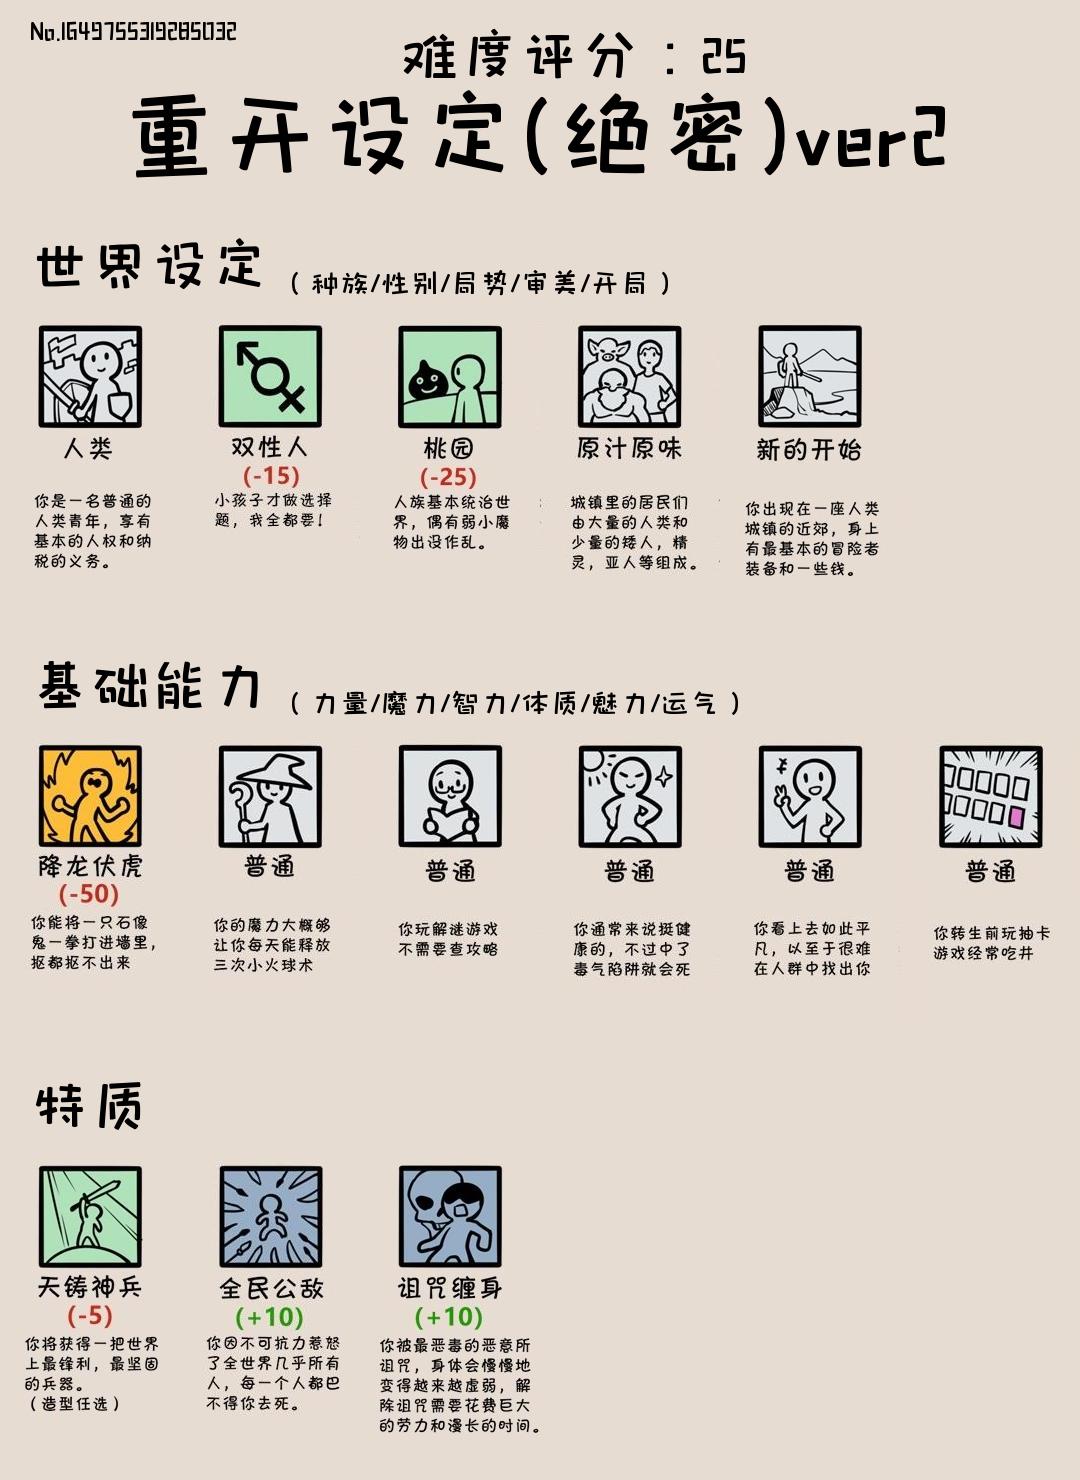 No.1649755319285032
难度评分：25
重开设定(绝密)ver2
世界设定（种族/性别/局势/审美/开局）
人类
你是一名普通的
人类青年，享有
基本的人权和纳
税的义务。
双性人
(-15)
小孩子才做选择
题，我全都要！
桃园
(-25)
人族基本统治世
界，偶有弱小魔
物出没作乱。
原汁原味
城镇里的居民们
由大量的人类和
少量的矮人，精
灵，亚人等组成。
新的开始
你出现在一座人类
城镇的近郊，身上
有最基本的冒险者
装备和一些钱。
基础能力（力量/魔力/智力/体质/魅力/运气）
降龙伏虎
(-50)
你能将一只石像
鬼一拳打进墙里，
抠都抠不出来
普通
你的魔力大概够
让你每天能释放
三次小火球术
普通
你玩解谜游戏
不需要查攻略
普通
你通常来说挺健
康的，不过中了
毒气陷阱就会死
普通
你看上去如此平
凡，以至于很难
在人群中找出你
普通
你转生前玩抽卡
游戏经常吃井
特质
天铸神兵
(-5)
你将获得一把世界
上最锋利，最坚固
的兵器。
（造型任选）
全民公敌
(+10)
你因不可抗力惹怒
了全世界几乎所有
人，每一个人都巴
不得你去死。
诅咒缠身
(+10)
你被最恶毒的恶意所
诅咒，身体会慢慢地
变得越来越虚弱，解
除诅咒需要花费巨大
的劳力和漫长的时间。